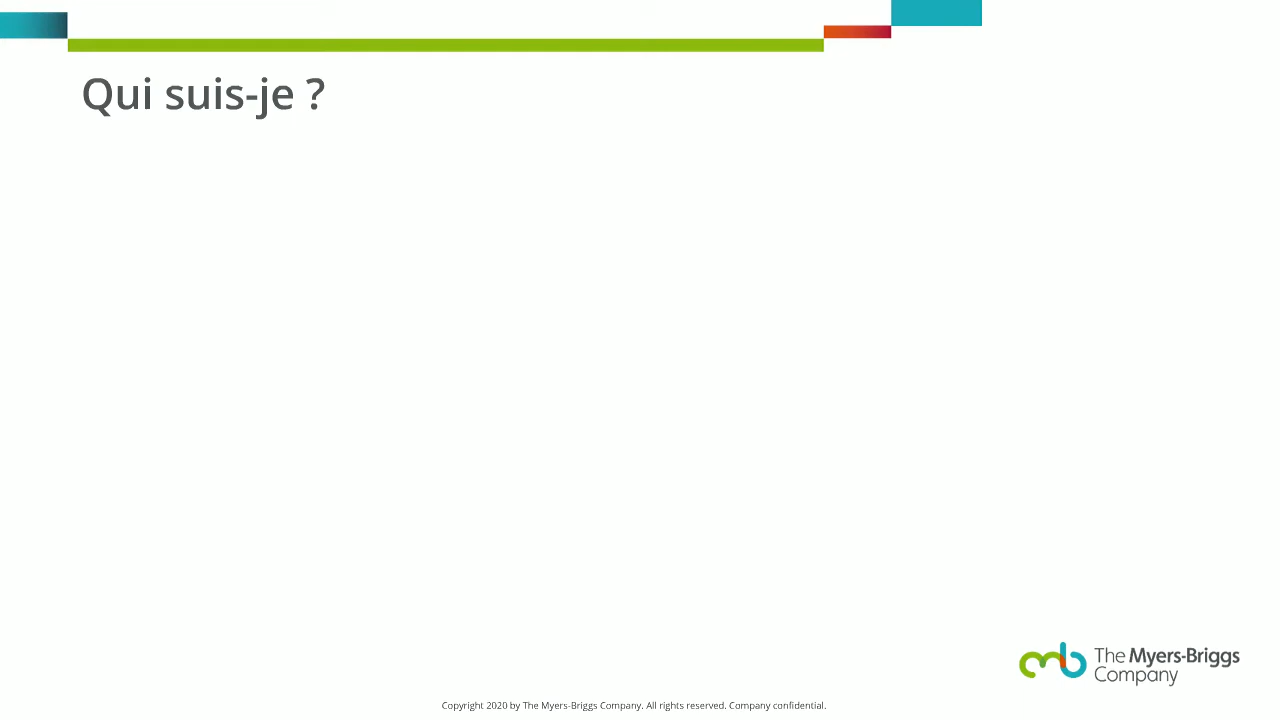 Qui suis-je ?
The Myers-Briggs
Company
Copyright 2020 by The Myers-Briggs Company. All rights reserved. Company confidential.